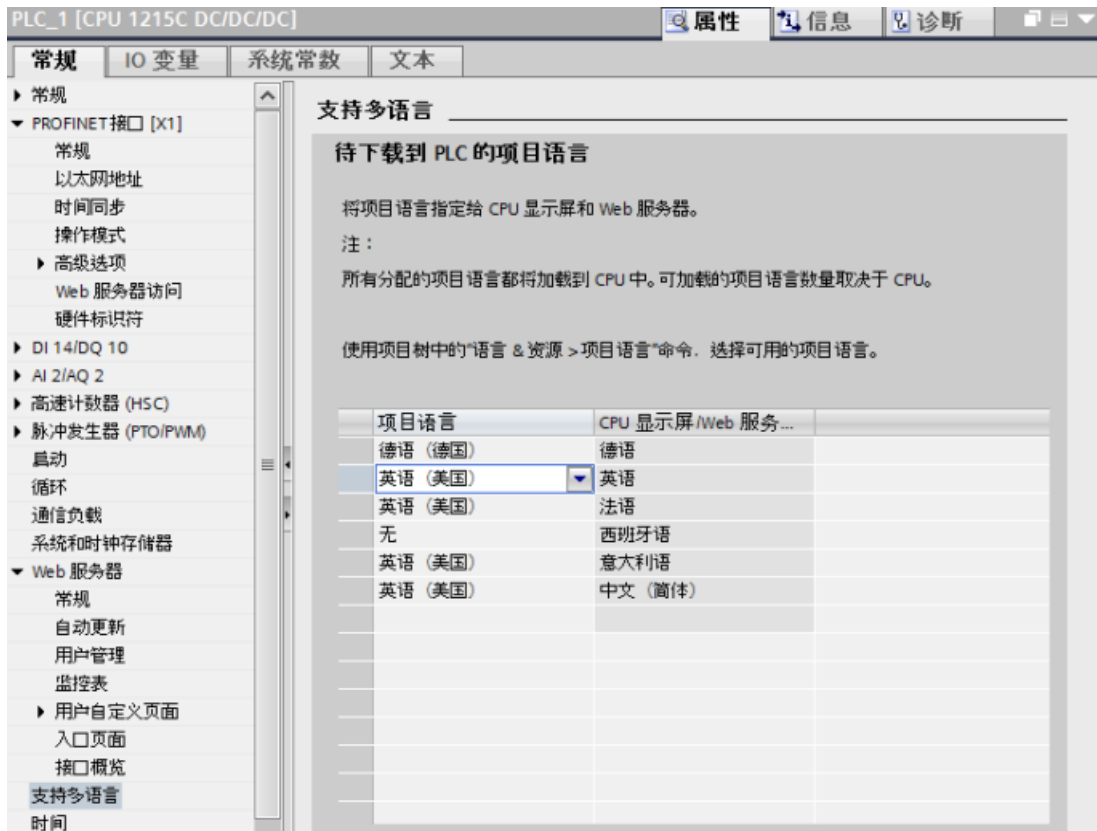 PLC_1 [CPU 1215C DC/DC/DC]
属性 信息 诊断
常规 IO 变量 系统常数 文本
常规
PROFINET接口 [X1]
常规
以太网地址
时间同步
操作模式
高级选项
Web 服务器访问
硬件标识符
DI 14/DQ 10
AI 2/AQ 2
高速计数器 (HSC)
脉冲发生器 (PTO/PWM)
启动
循环
通信负载
系统和时钟存储器
Web 服务器
常规
自动更新
用户管理
监控表
用户自定义页面
入口页面
接口概览
支持多语言
时间
支持多语言
待下载到 PLC 的项目语言
将项目语言指定给 CPU 显示屏和 Web 服务器。
注：
所有分配的项目语言都将加载到 CPU 中。可加载的项目语言数量取决于 CPU。
使用项目树中的"语言 & 资源 > 项目语言"命令，选择可用的项目语言。
项目语言 CPU 显示屏/Web 服务...
德语（德国） 德语
英语（美国） 英语
英语（美国） 法语
无 西班牙语
英语（美国） 意大利语
英语（美国） 中文（简体）